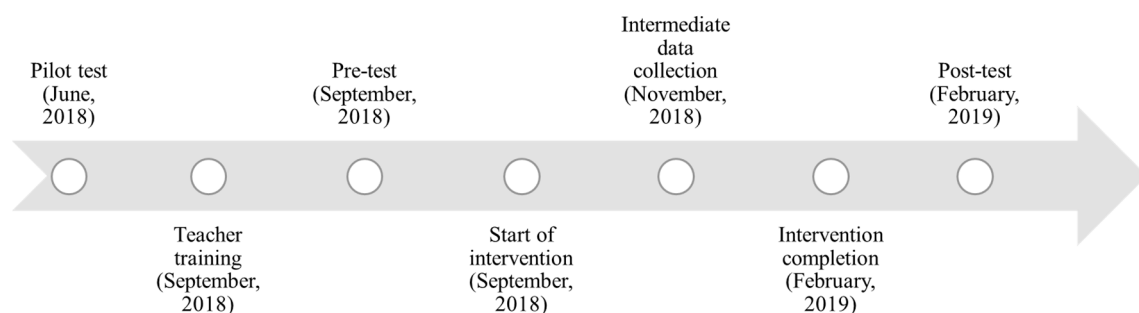 Pilot test
(June,
2018)
Teacher
training
(September,
2018)
Pre-test
(September,
2018)
Start of
intervention
(September,
2018)
Intermediate
data
collection
(November,
2018)
Intervention
completion
(February,
2019)
Post-test
(February,
2019)